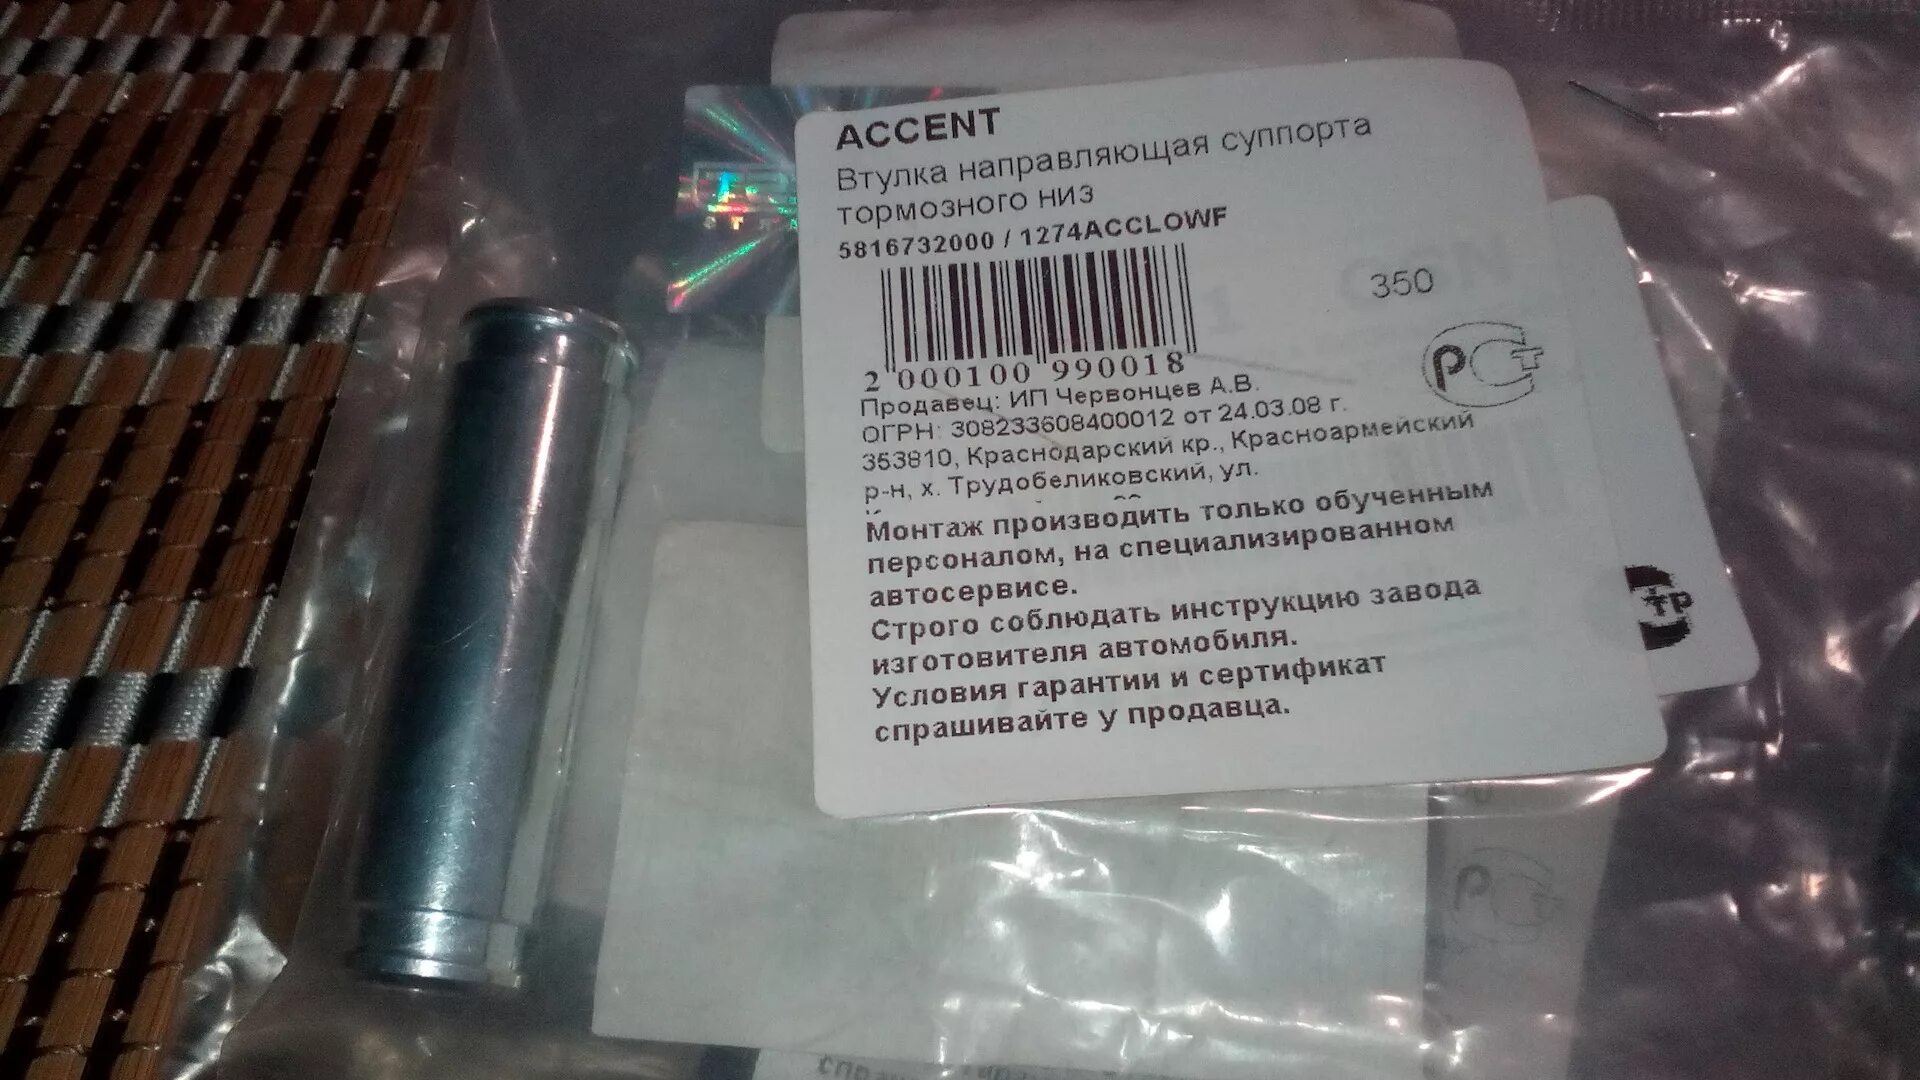 ACCENT
Втулка направляющая суппорта
тормозного низ
5816732000 / 1274ACCLOWF
350
2 000100 990018
Продавец: ИП Червонцев А.В.
ОГРН: 308233608400012 от 24.03.08 г.
353810, Краснодарский кр., Красноармейский
р-н, х. Трудобеликовский, ул.
Монтаж производить только обученным
персоналом, на специализированном
автосервисе.
Строго соблюдать инструкцию завода
изготовителя автомобиля.
Условия гарантии и сертификат
спрашивайте у продавца.